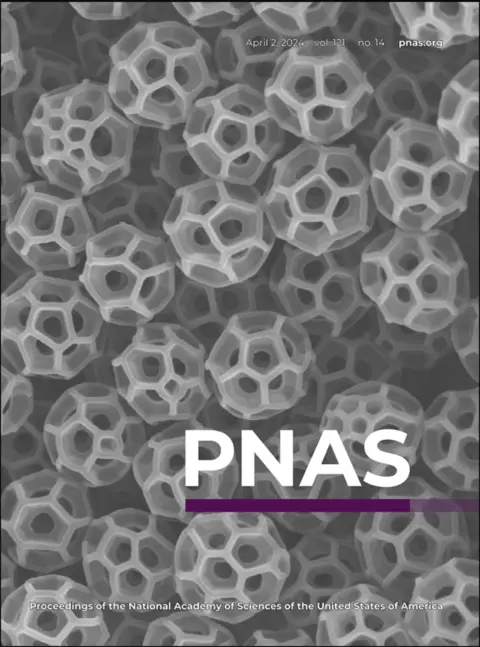 April 2, 2024 vol. 121 no. 14 pnas.org
PNAS
Proceedings of the National Academy of Sciences of the United States of America